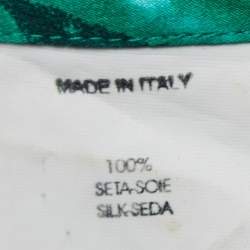 MADE IN ITALY
100%
SETA-SOIE
SILK-SEDA